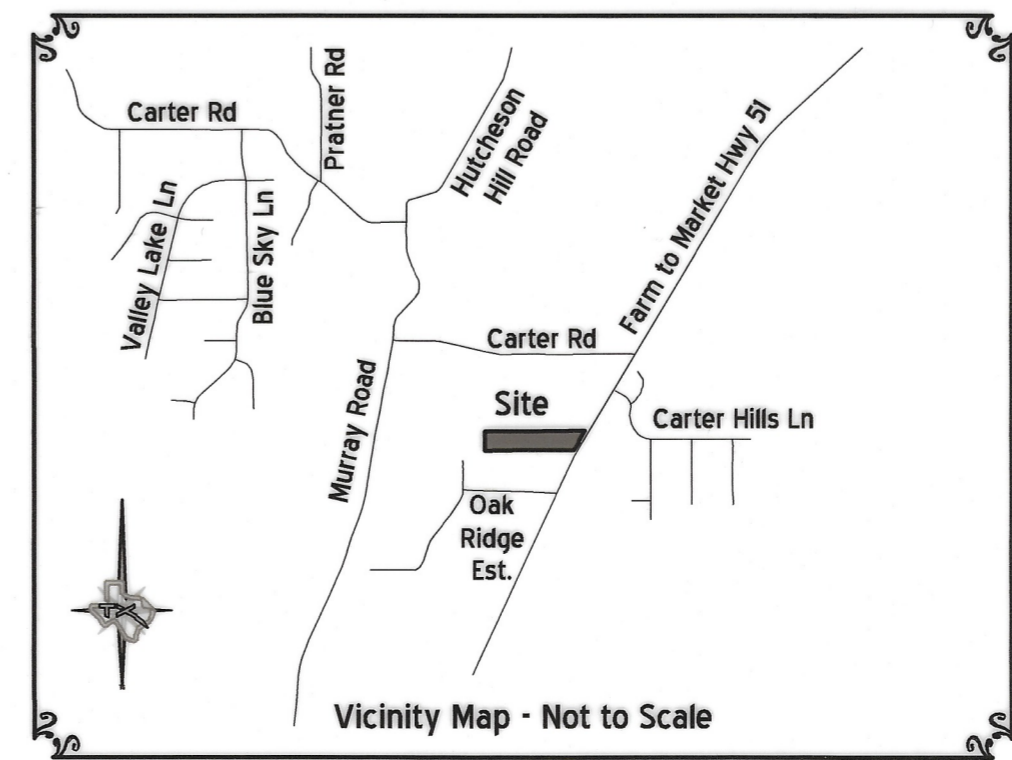 Carter Rd
Pratner Rd
Hutcheson
Hill Road
Farm to Market Hwy 51
Valley Lake Ln
Blue Sky Ln
Carter Rd
Murray Road
Site
Carter Hills Ln
Oak
Ridge
Est.
TX
Vicinity Map - Not to Scale